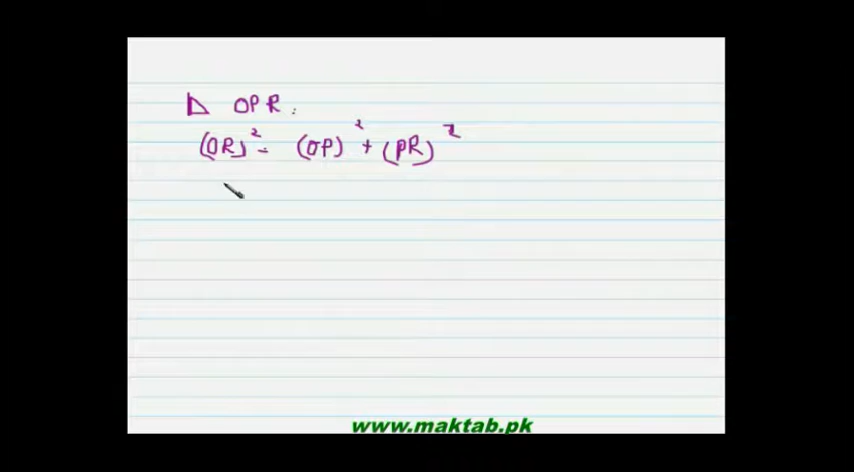 ⊿ OPR :
(OR)² = (OP)² + (PR)²
www.maktab.pk